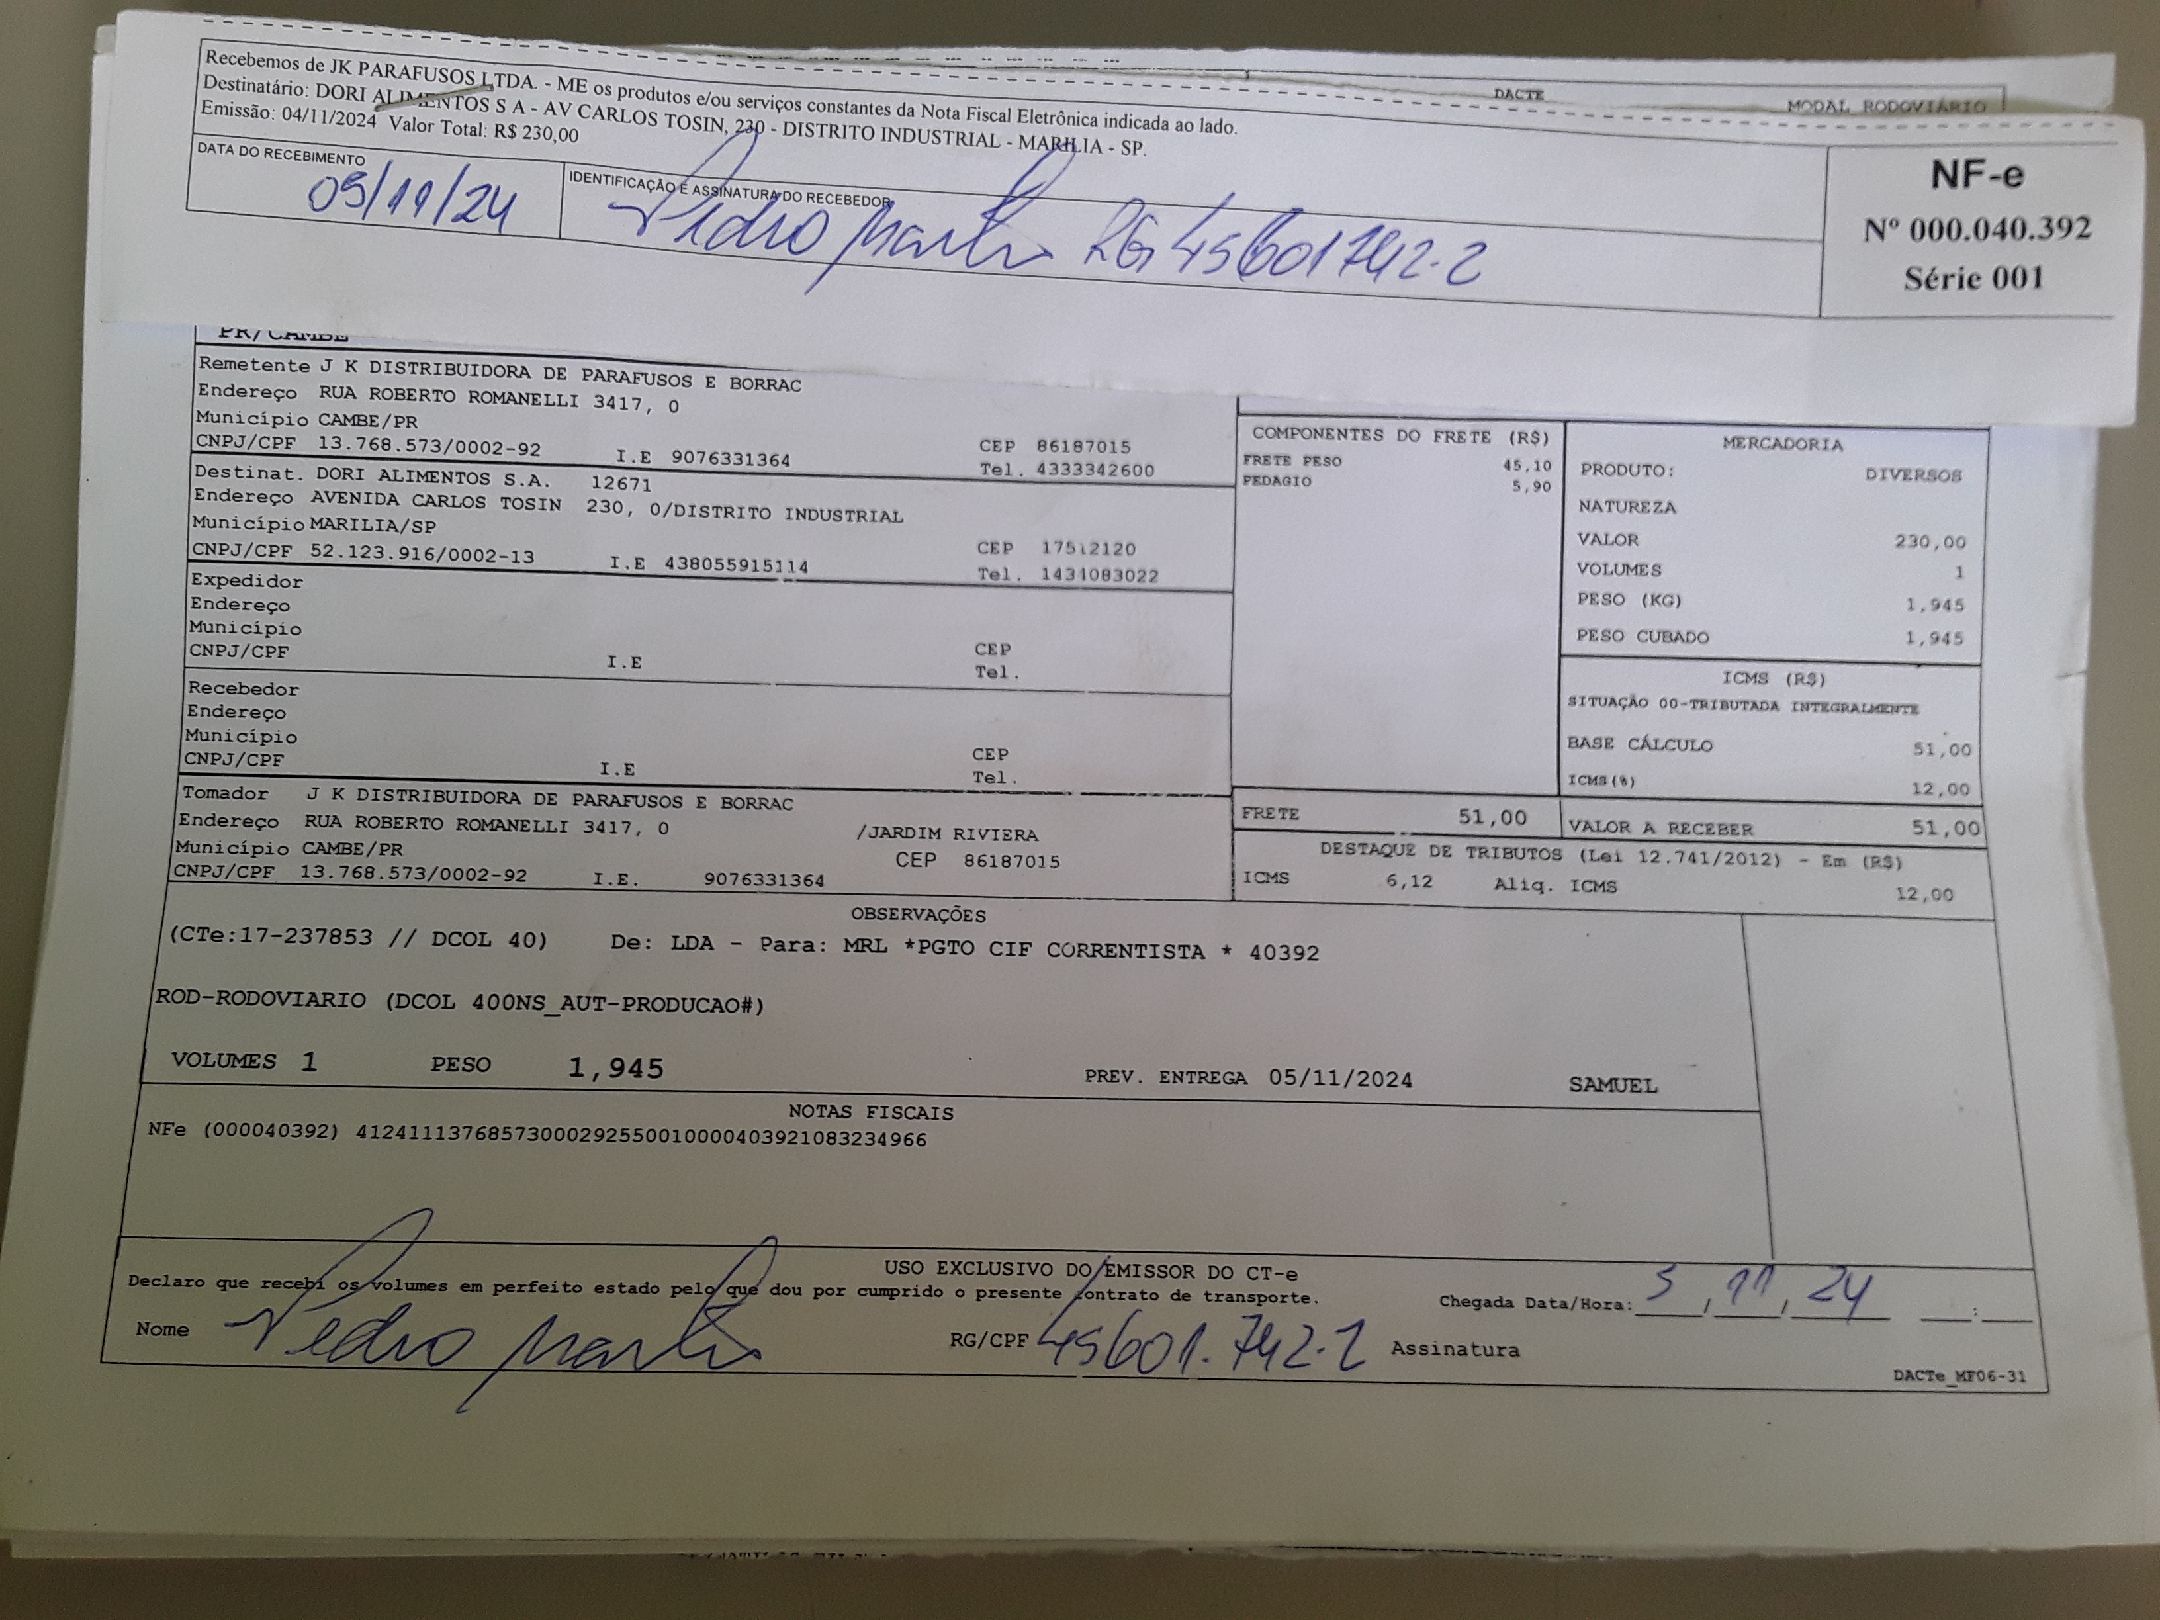 DACTE
MODAL RODOVIÁRIO
Recebemos de JK PARAFUSOS LTDA. - ME os produtos e/ou serviços constantes da Nota Fiscal Eletrônica indicada ao lado.
Destinatário: DORI ALIMENTOS S A - AV CARLOS TOSIN, 230 - DISTRITO INDUSTRIAL - MARILIA - SP.
Emissão: 04/11/2024 Valor Total: R$ 230,00
DATA DO RECEBIMENTO
05/11/24
IDENTIFICAÇÃO E ASSINATURA DO RECEBEDOR
Pedro Martins RG 45601742-2
NF-e
Nº 000.040.392
Série 001
PR/CAMBE
Remetente J K DISTRIBUIDORA DE PARAFUSOS E BORRAC
Endereço RUA ROBERTO ROMANELLI 3417, 0
Município CAMBE/PR
CNPJ/CPF 13.768.573/0002-92 I.E 9076331364
CEP 86187015
Tel. 4333342600
Destinat. DORI ALIMENTOS S.A. 12671
Endereço AVENIDA CARLOS TOSIN 230, 0/DISTRITO INDUSTRIAL
Município MARILIA/SP
CNPJ/CPF 52.123.916/0002-13 I.E 438055915114
CEP 17512120
Tel. 1434083022
Expedidor
Endereço
Município
CNPJ/CPF I.E
CEP
Tel.
Recebedor
Endereço
Município
CNPJ/CPF I.E
CEP
Tel.
Tomador J K DISTRIBUIDORA DE PARAFUSOS E BORRAC
Endereço RUA ROBERTO ROMANELLI 3417, 0 /JARDIM RIVIERA
Município CAMBE/PR CEP 86187015
CNPJ/CPF 13.768.573/0002-92 I.E. 9076331364
COMPONENTES DO FRETE (R$)
FRETE PESO 45,10
PEDAGIO 5,90
MERCADORIA
PRODUTO: DIVERSOS
NATUREZA
VALOR 230,00
VOLUMES 1
PESO (KG) 1,945
PESO CUBADO 1,945
ICMS (R$)
SITUAÇÃO 00-TRIBUTADA INTEGRALMENTE
BASE CÁLCULO 51,00
ICMS(%) 12,00
FRETE 51,00
VALOR A RECEBER 51,00
DESTAQUE DE TRIBUTOS (Lei 12.741/2012) - Em (R$)
ICMS 6,12 Aliq. ICMS 12,00
OBSERVAÇÕES
(CTe:17-237853 // DCOL 40) De: LDA - Para: MRL *PGTO CIF CORRENTISTA * 40392
ROD-RODOVIARIO (DCOL 400NS_AUT-PRODUCAO#)
VOLUMES 1 PESO 1,945 PREV. ENTREGA 05/11/2024 SAMUEL
NOTAS FISCAIS
NFe (000040392) 41241113768573000292550010000403921083234966
USO EXCLUSIVO DO EMISSOR DO CT-e
Declaro que recebi os volumes em perfeito estado pelo que dou por cumprido o presente contrato de transporte.
Chegada Data/Hora: 5 / 11 / 24 :
Nome Pedro Martins RG/CPF 45601.742-2 Assinatura
DACTe_MF06-31